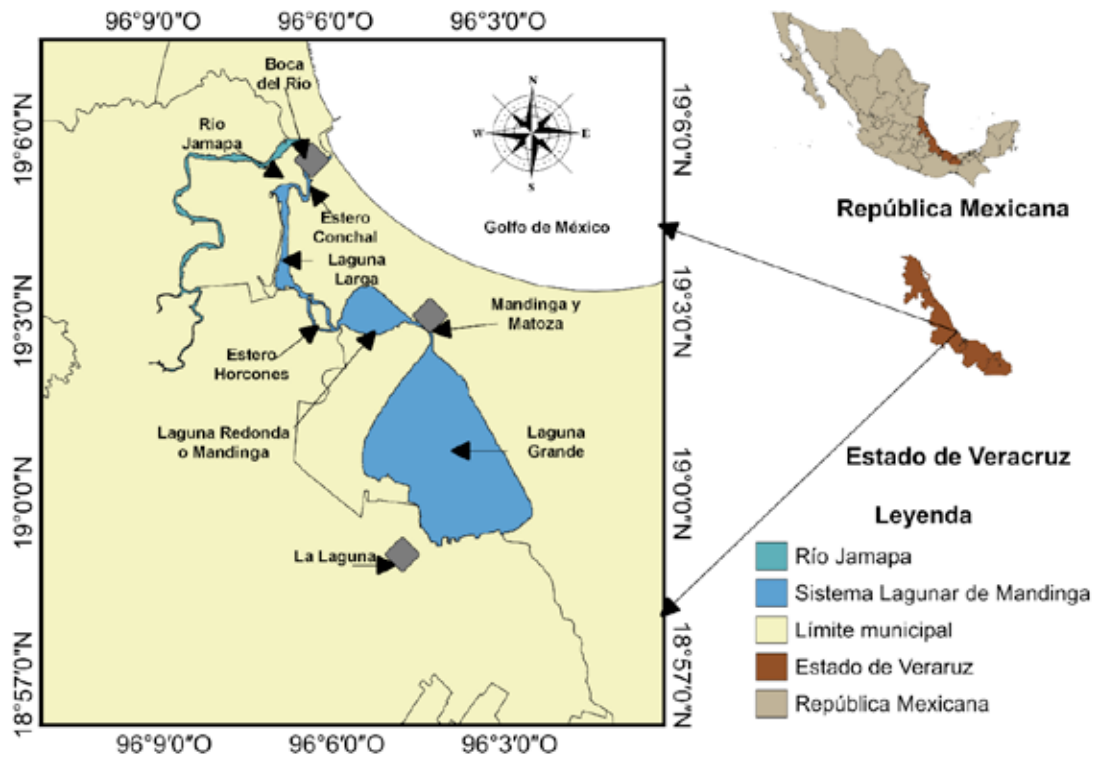 96°9'0"O 96°6'0"O 96°3'0"O
19°6'0"N
19°3'0"N
19°0'0"N
18°57'0"N
Boca
del Río
Río
Jamapa
Estero
Conchal
Laguna
Larga
Estero
Horcones
Mandinga y
Matoza
Laguna Redonda
o Mandinga
Laguna
Grande
La Laguna
N
W
E
S
Golfo de México
19°6'0"N
19°3'0"N
19°0'0"N
18°57'0"N
96°9'0"O 96°6'0"O 96°3'0"O
República Mexicana
Estado de Veracruz
Leyenda
Río Jamapa
Sistema Lagunar de Mandinga
Límite municipal
Estado de Veraruz
República Mexicana